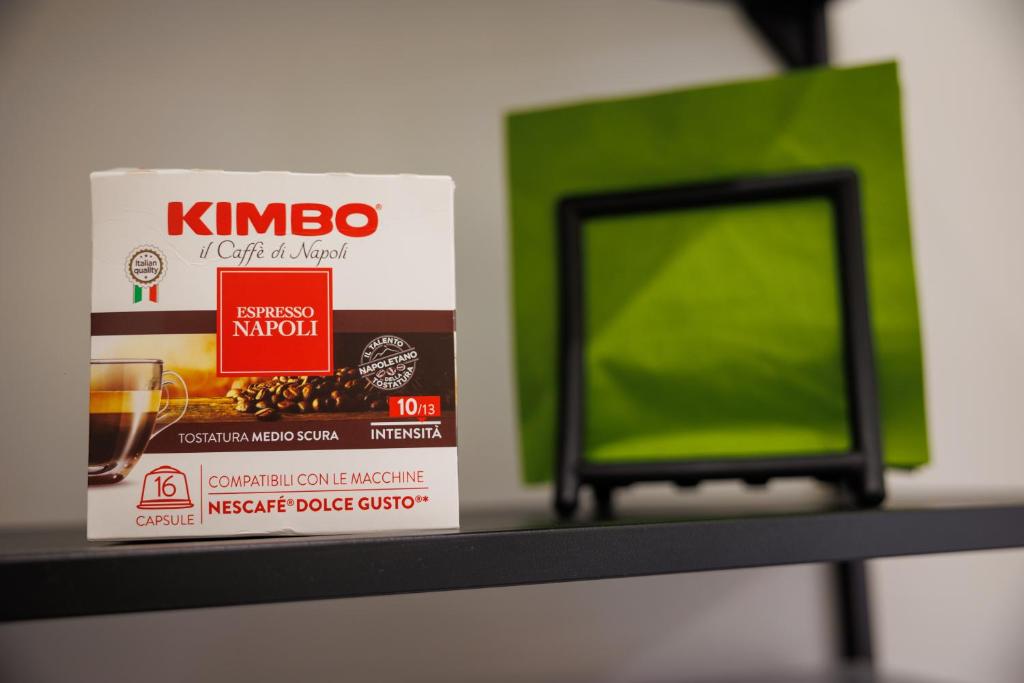 KIMBO®
il Caffè di Napoli
Italian
quality
ESPRESSO
NAPOLI
IL TALENTO
NAPOLETANO
DELLA
TOSTATURA
10/13
INTENSITÀ
TOSTATURA MEDIO SCURA
16
CAPSULE
COMPATIBILI CON LE MACCHINE
NESCAFÉ® DOLCE GUSTO®*